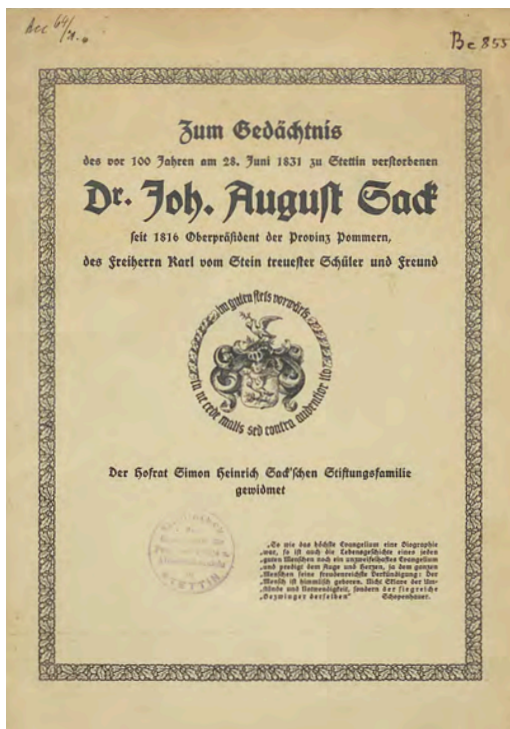 Acc 64/
Bc 855
Zum Gedächtnis
des vor 100 Jahren am 28. Juni 1831 zu Stettin verstorbenen
Dr. Joh. August Sack
seit 1816 Oberpräsident der Provinz Pommern,
des Freiherrn Karl vom Stein treuester Schüler und Freund
im guten stets vorwärts
tu ne cede malis sed contra audentior ito
Der Hofrat Simon Heinrich Sack'schen Stiftungsfamilie
gewidmet
STETTIN
„So wie das höchste Evangelium eine Biographie
„war, so ist auch die Lebensgeschichte eines jeden
„guten Menschen noch ein unzweifelhaftes Evangelium
„und predigt dem Auge und Herzen, ja dem ganzen
„Menschen seine freudenreichste Verkündigung: Der
„Mensch ist himmlisch geboren. Nicht Sklave der Um-
„stände und Notwendigkeit, sondern der siegreiche
„Bezwinger derselben" Schopenhauer.